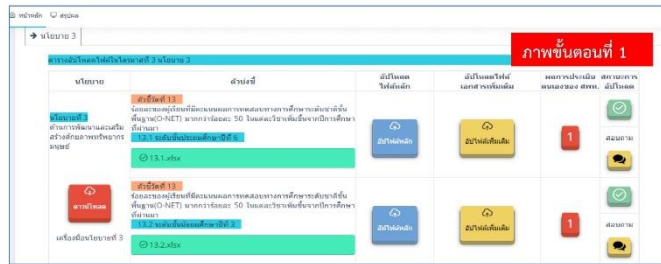 หน้าหลัก สรุปผล
นโยบาย 3
ภาพขั้นตอนที่ 1
ตารางอัปโหลดไฟล์ในไตรมาสที่ 3 นโยบาย 3
นโยบาย ตัวบ่งชี้ อัปโหลดไฟล์หลัก อัปโหลดไฟล์เอกสารเพิ่มเติม ผลการประเมินตนเองของ สพท. สถานะการอัปโหลด
นโยบายที่ 3
ด้านการพัฒนาและเสริม
สร้างศักยภาพทรัพยากร
มนุษย์
ตัวชี้วัดที่ 13
ร้อยละของผู้เรียนที่มีคะแนนผลการทดสอบทางการศึกษาระดับชาติขั้น
พื้นฐาน(O-NET) มากกว่าร้อยละ 50 ในแต่ละวิชาเพิ่มขึ้นจากปีการศึกษา
ที่ผ่านมา
13.1 ระดับชั้นประถมศึกษาปีที่ 6
13.1.xlsx
อัปไฟล์หลัก
อัปไฟล์เพิ่มเติม
1
สอบถาม
ดาวน์โหลด
เครื่องมือนโยบายที่ 3
ตัวชี้วัดที่ 13
ร้อยละของผู้เรียนที่มีคะแนนผลการทดสอบทางการศึกษาระดับชาติขั้น
พื้นฐาน(O-NET) มากกว่าร้อยละ 50 ในแต่ละวิชาเพิ่มขึ้นจากปีการศึกษา
ที่ผ่านมา
13.2 ระดับชั้นมัธยมศึกษาปีที่ 3
13.2.xlsx
อัปไฟล์หลัก
อัปไฟล์เพิ่มเติม
1
สอบถาม